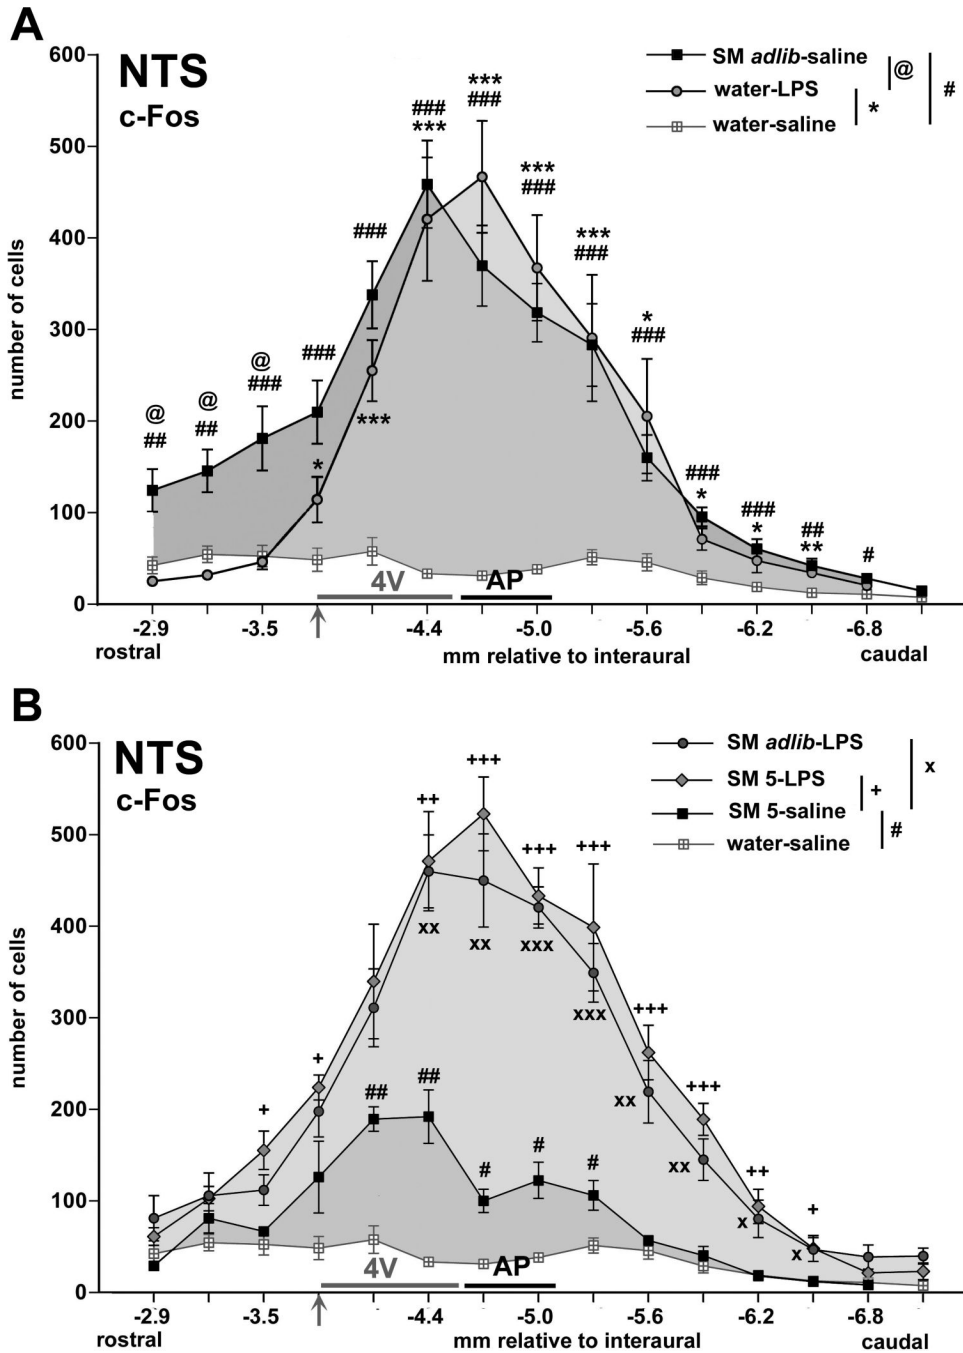 A
NTS
c-Fos
SM adlib-saline
water-LPS
water-saline
@
*
#
number of cells
600
500
400
300
200
100
0
@
##
@
##
@
###
###
*
###
***
###
***
***
###
***
###
***
###
*
###
###
*
###
*
##
**
#
4V
AP
-2.9
-3.5
-4.4
-5.0
-5.6
-6.2
-6.8
rostral
mm relative to interaural
caudal
B
NTS
c-Fos
SM adlib-LPS
SM 5-LPS
SM 5-saline
water-saline
x
+
#
number of cells
600
500
400
300
200
100
0
+
+
##
++
xx
##
+++
xx
#
+++
xxx
#
+++
xxx
#
+++
xx
+++
xx
++
x
+
x
4V
AP
-2.9
-3.5
-4.4
-5.0
-5.6
-6.2
-6.8
rostral
mm relative to interaural
caudal